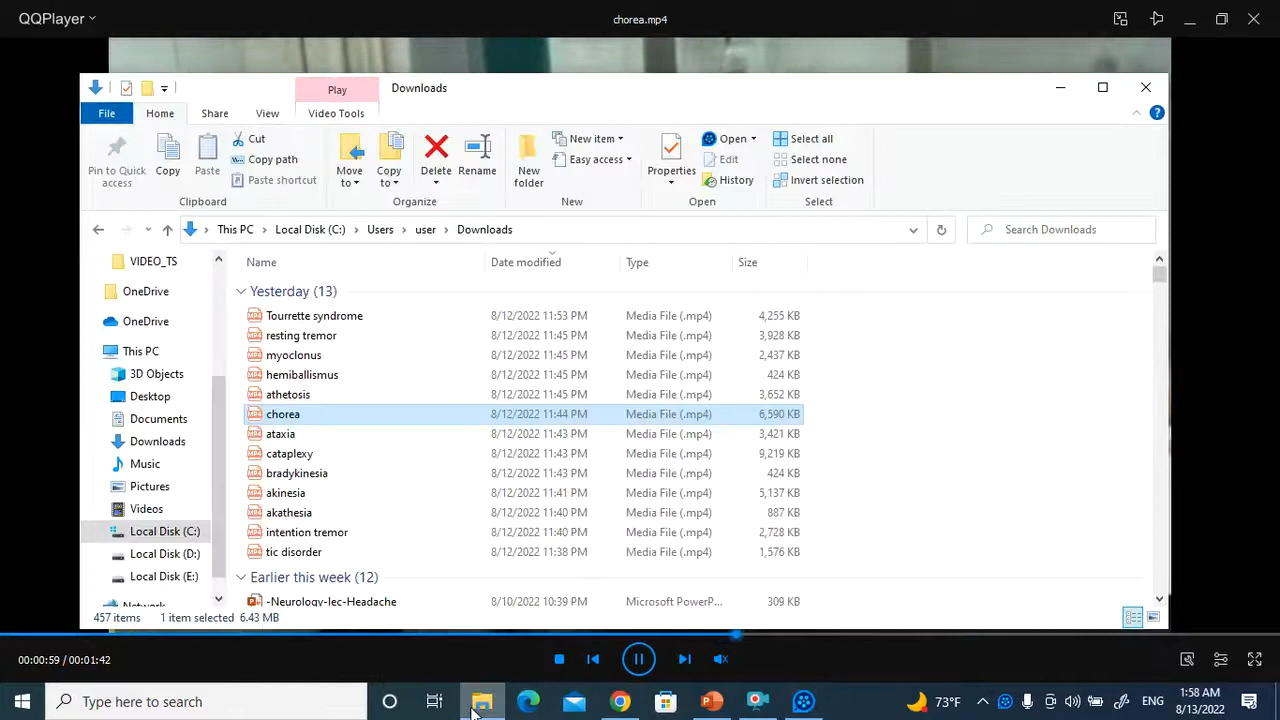 QQPlayer
chorea.mp4
Play
Downloads
File
Home
Share
View
Video Tools
Pin to Quick access
Copy
Paste
Cut
Copy path
Paste shortcut
Clipboard
Move to
Copy to
Delete
Rename
Organize
New folder
New item
Easy access
New
Properties
Open
Edit
History
Open
Select all
Select none
Invert selection
Select
This PC > Local Disk (C:) > Users > user > Downloads
Search Downloads
VIDEO_TS
OneDrive
OneDrive
This PC
3D Objects
Desktop
Documents
Downloads
Music
Pictures
Videos
Local Disk (C:)
Local Disk (D:)
Local Disk (E:)
Network
Name Date modified Type Size
Yesterday (13)
Tourrette syndrome 8/12/2022 11:53 PM Media File (.mp4) 4,255 KB
resting tremor 8/12/2022 11:45 PM Media File (.mp4) 3,928 KB
myoclonus 8/12/2022 11:45 PM Media File (.mp4) 2,437 KB
hemiballismus 8/12/2022 11:45 PM Media File (.mp4) 424 KB
athetosis 8/12/2022 11:45 PM Media File (.mp4) 3,652 KB
chorea 8/12/2022 11:44 PM Media File (.mp4) 6,590 KB
ataxia 8/12/2022 11:43 PM Media File (.mp4) 3,421 KB
cataplexy 8/12/2022 11:43 PM Media File (.mp4) 9,219 KB
bradykinesia 8/12/2022 11:43 PM Media File (.mp4) 424 KB
akinesia 8/12/2022 11:41 PM Media File (.mp4) 5,137 KB
akathesia 8/12/2022 11:40 PM Media File (.mp4) 887 KB
intention tremor 8/12/2022 11:40 PM Media File (.mp4) 2,728 KB
tic disorder 8/12/2022 11:38 PM Media File (.mp4) 1,576 KB
Earlier this week (12)
-Neurology-lec-Headache 8/10/2022 10:39 PM Microsoft PowerP... 309 KB
457 items 1 item selected 6.43 MB
00:00:59 / 00:01:42
Type here to search
73°F
ENG
1:58 AM
8/13/2022